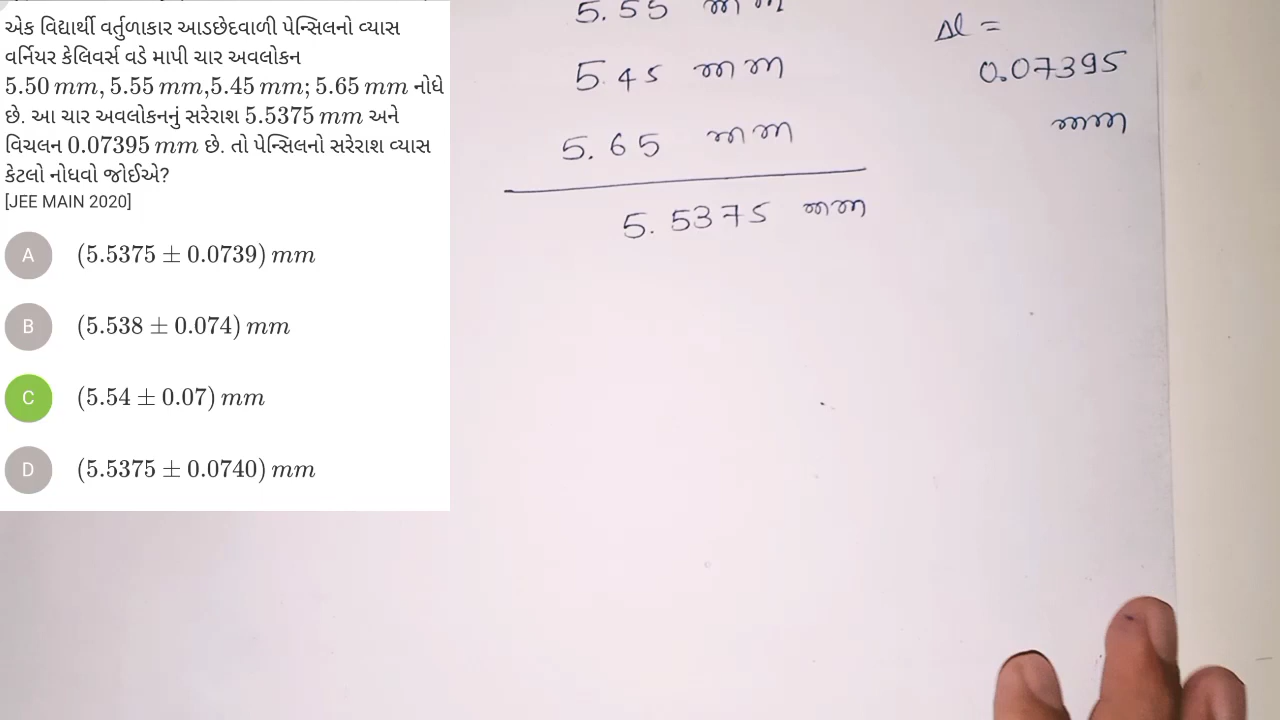 એક વિદ્યાર્થી વર્તુળાકાર આડછેદવાળી પેન્સિલનો વ્યાસ
વર્નિયર કેલિવર્સ વડે માપી ચાર અવલોકન
5.50 mm, 5.55 mm,5.45 mm; 5.65 mm નોધે
છે. આ ચાર અવલોકનનું સરેરાશ 5.5375 mm અને
વિચલન 0.07395 mm છે. તો પેન્સિલનો સરેરાશ વ્યાસ
કેટલો નોધવો જોઈએ?
[JEE MAIN 2020]
A (5.5375 ± 0.0739) mm
B (5.538 ± 0.074) mm
C (5.54 ± 0.07) mm
D (5.5375 ± 0.0740) mm
5.55 mm
5.45 mm
5.65 mm
5.5375 mm
Δl =
0.07395
mm